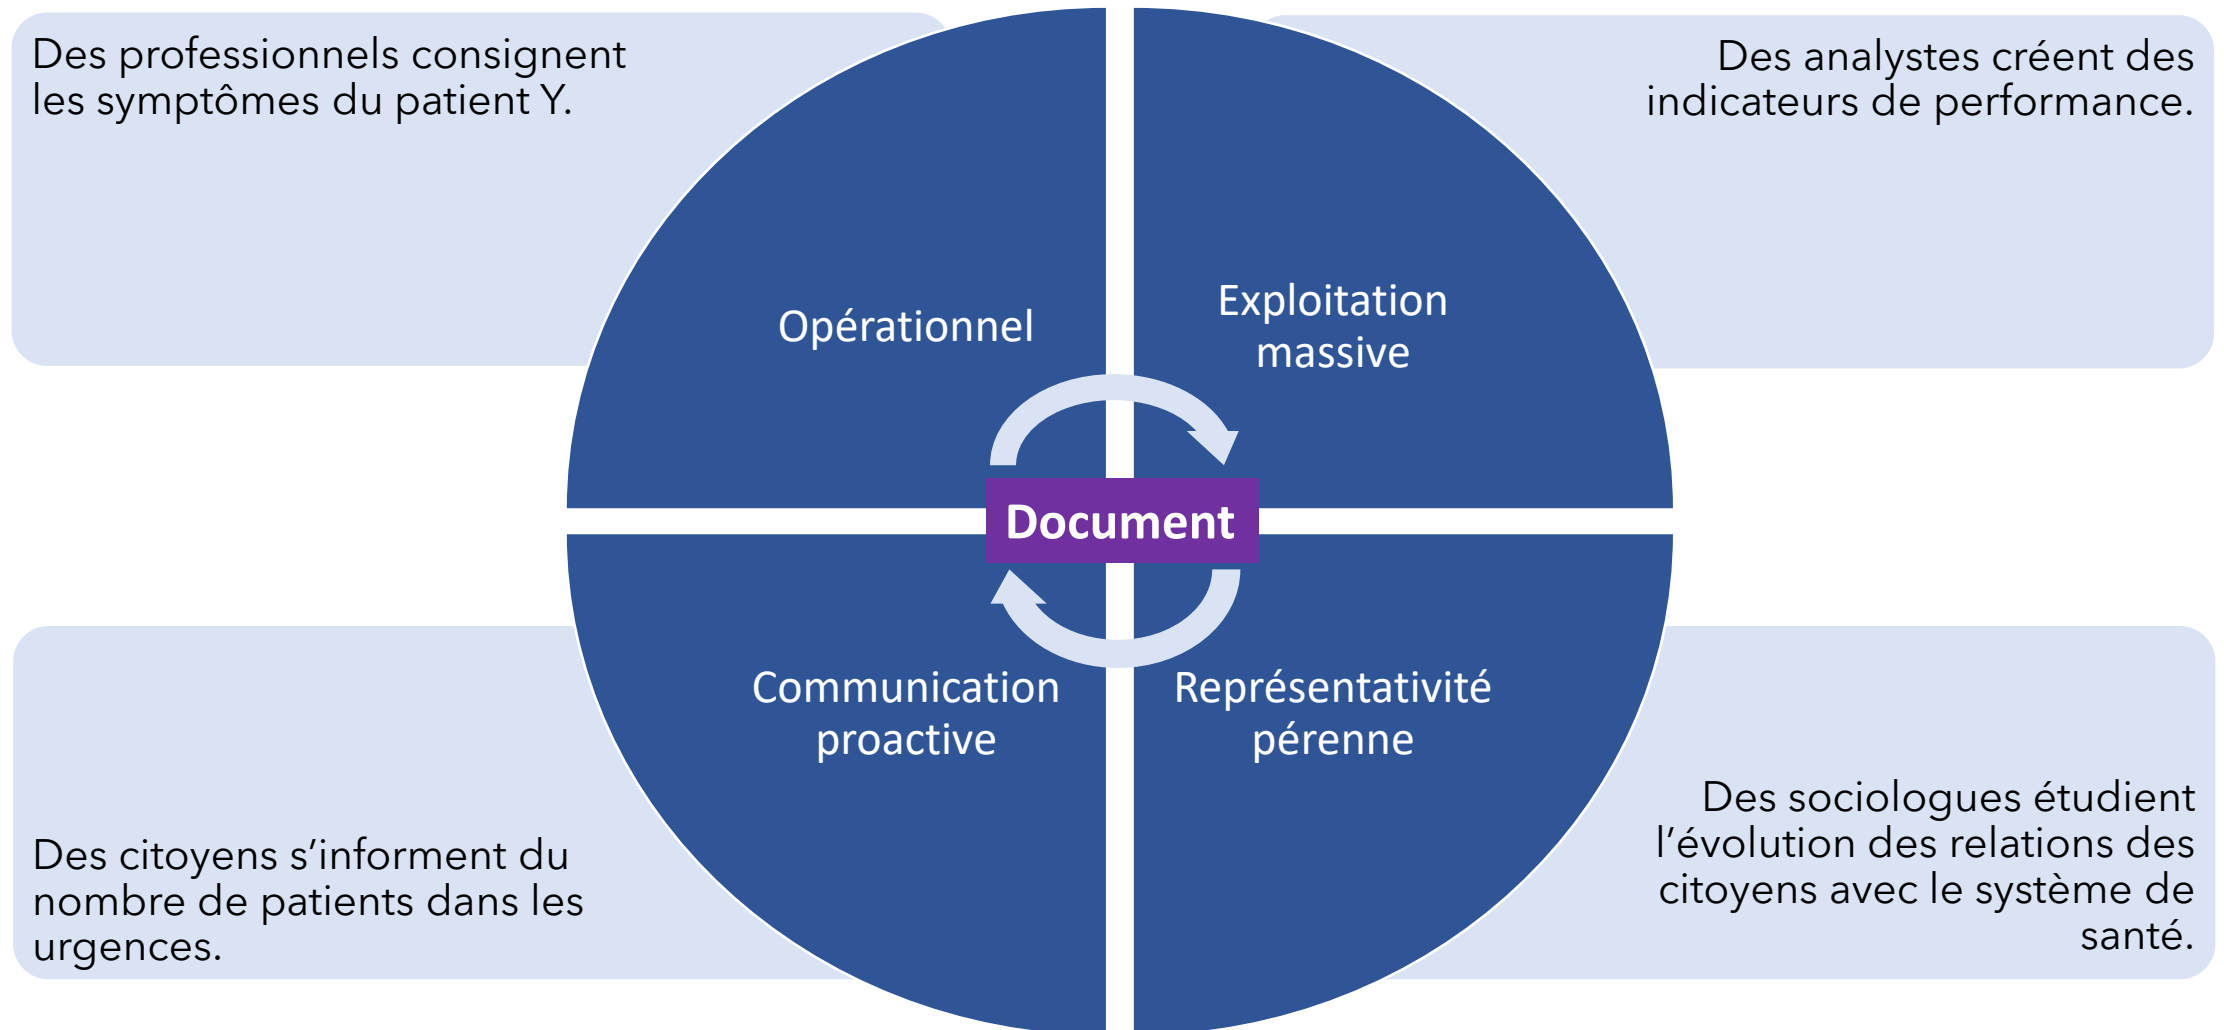 Des professionnels consignent
les symptômes du patient Y.
Des analystes créent des
indicateurs de performance.
Opérationnel
Exploitation
massive
Document
Communication
proactive
Représentativité
pérenne
Des citoyens s’informent du
nombre de patients dans les
urgences.
Des sociologues étudient
l’évolution des relations des
citoyens avec le système de
santé.